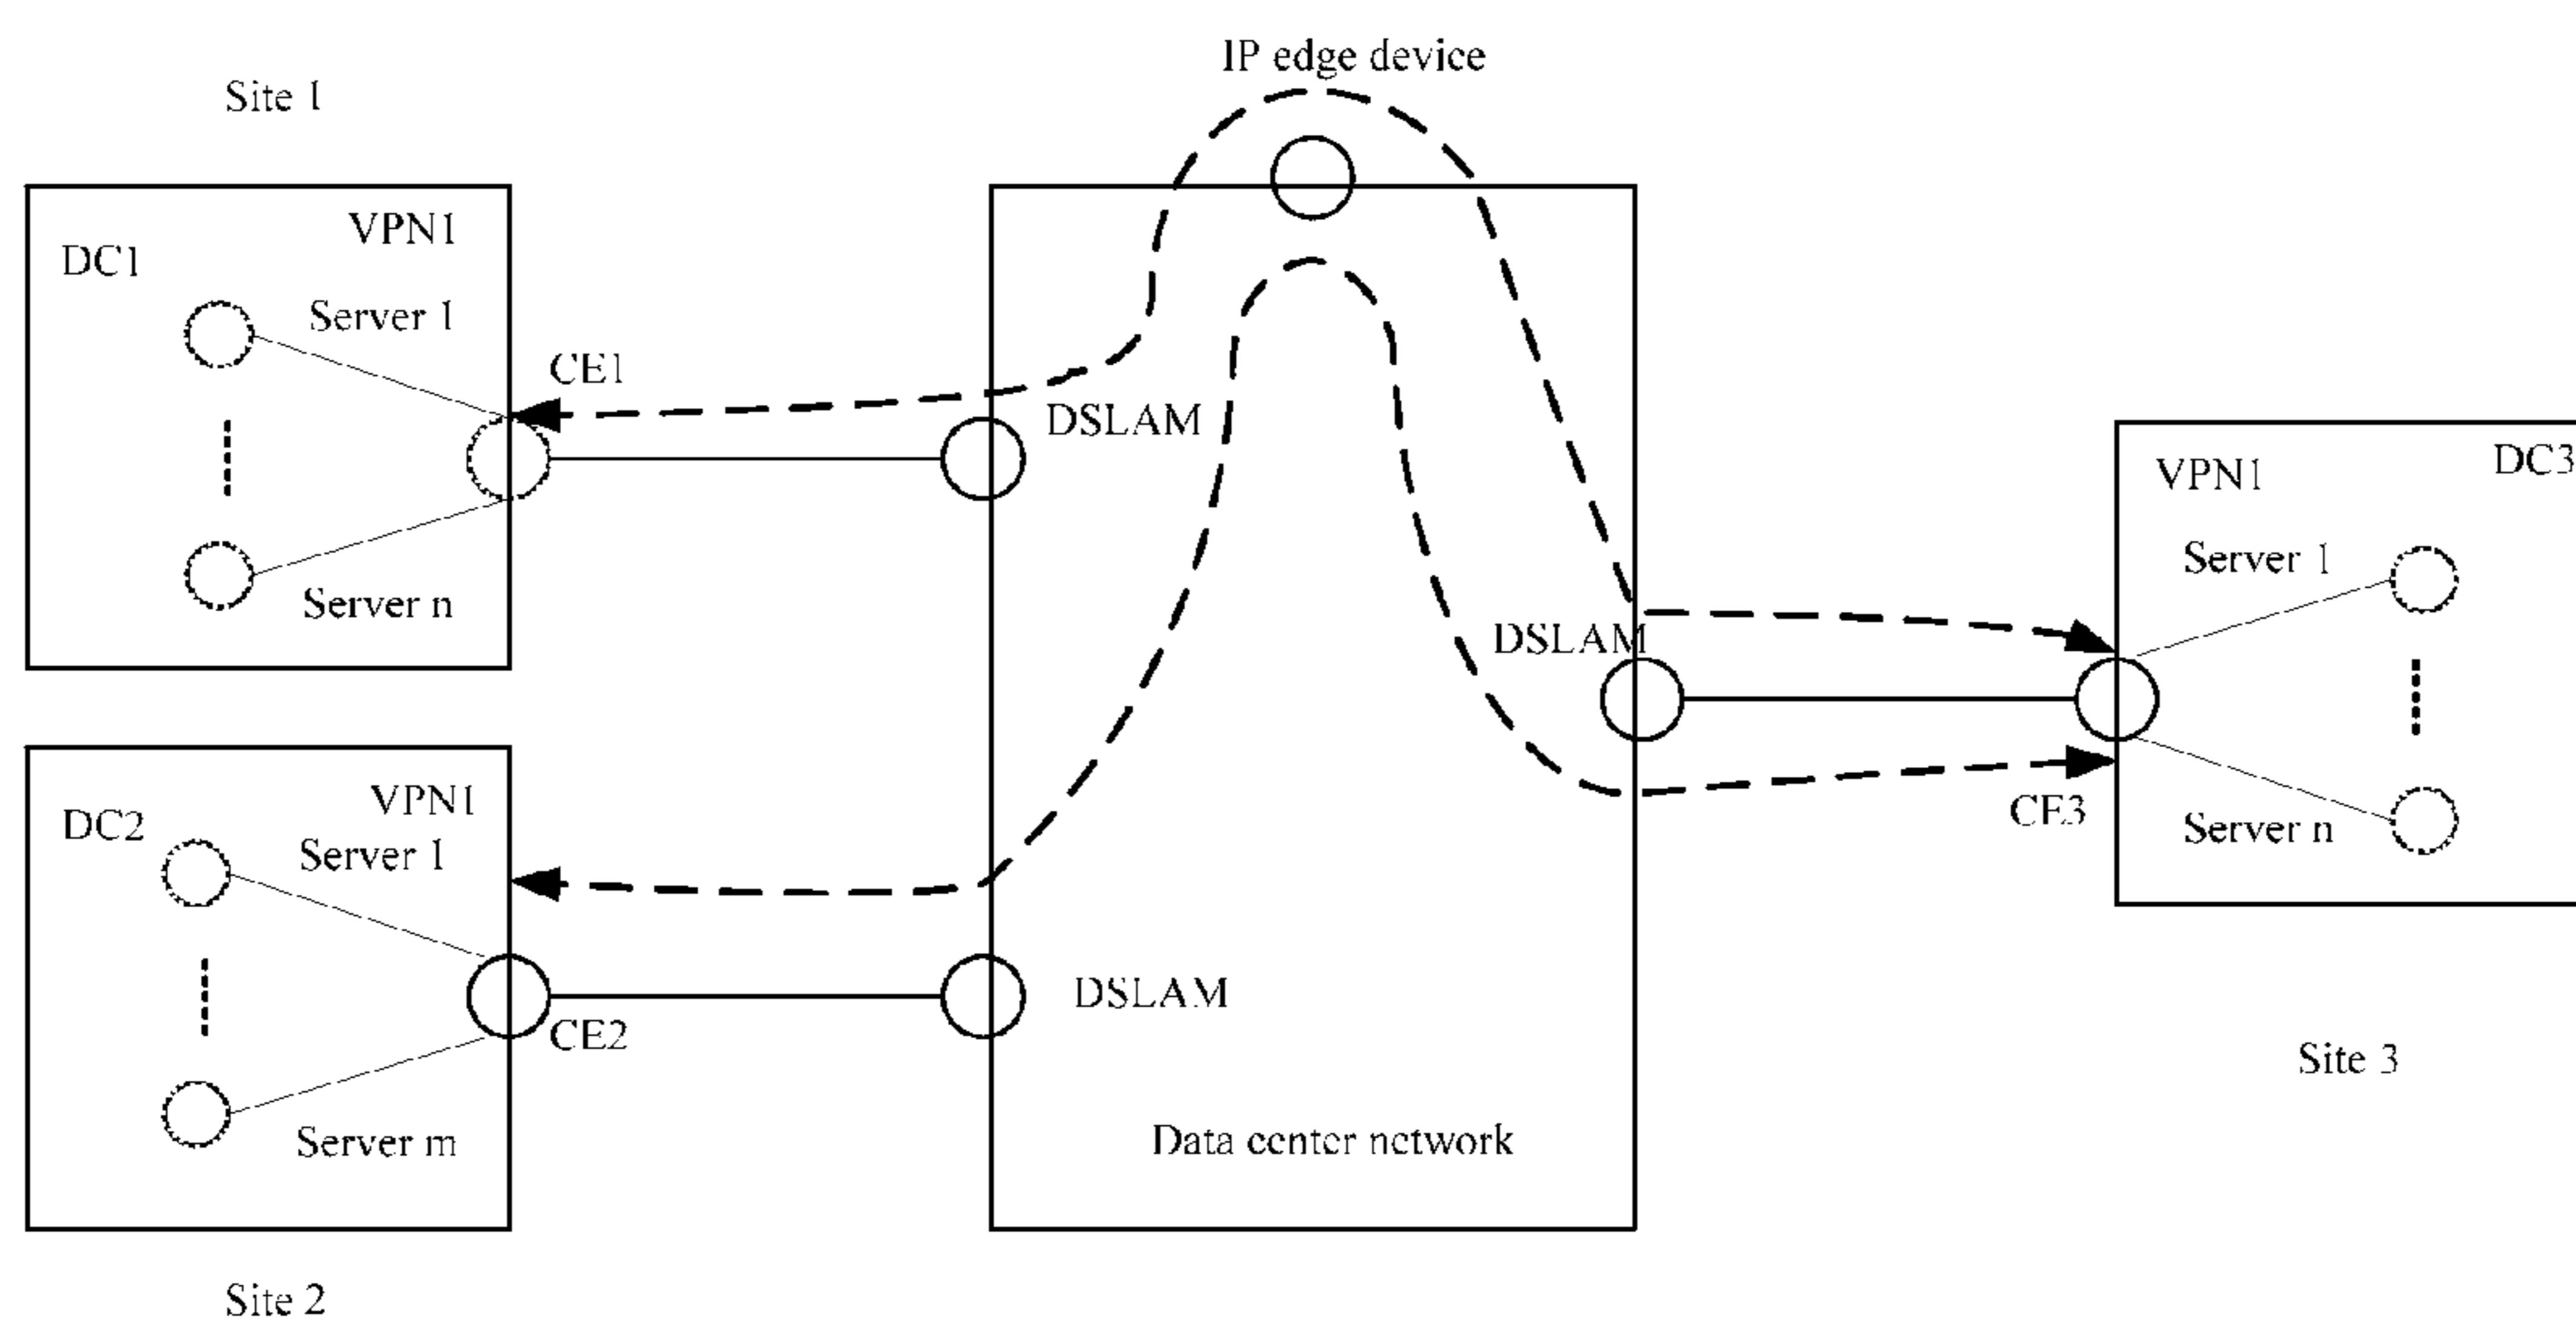 IP edge device
Site 1
VPN1
DC1
Server 1
CE1
DSLAM
Server n
VPN1
DC3
Server 1
DSLAM
CE3
Server n
VPN1
DC2
Server 1
DSLAM
CE2
Server m
Site 3
Data center network
Site 2